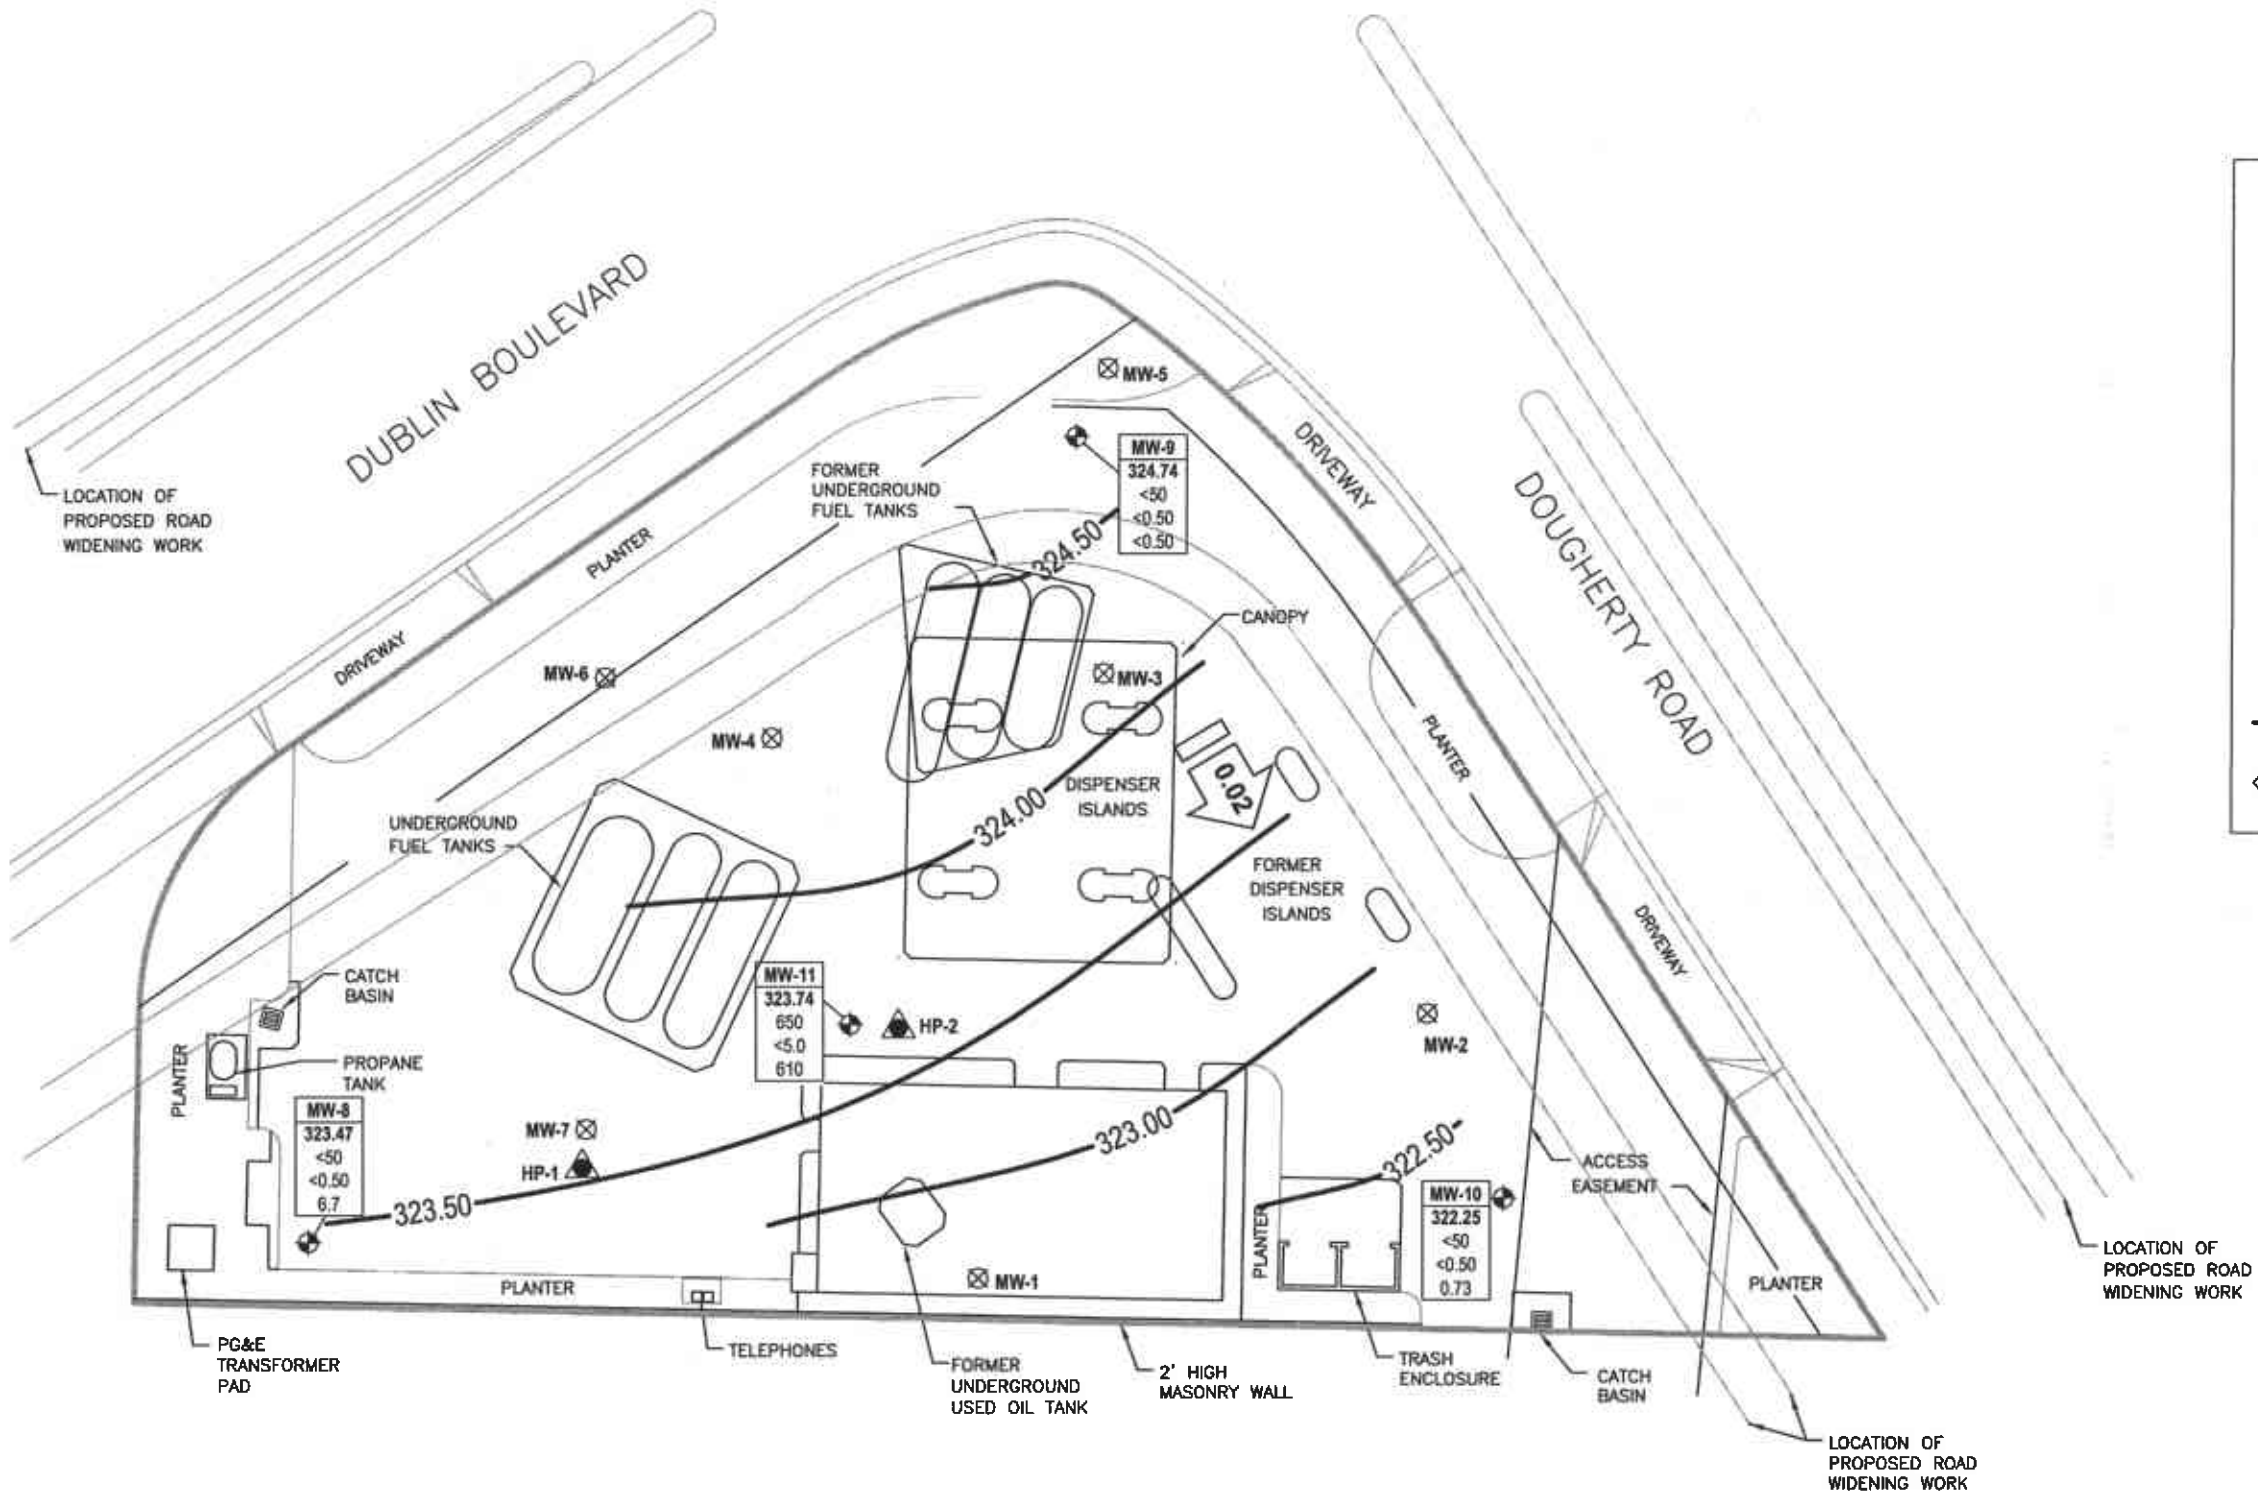 DUBLIN BOULEVARD
LOCATION OF
PROPOSED ROAD
WIDENING WORK
MW-5
MW-9
324.74
<50
<0.50
<0.50
FORMER
UNDERGROUND
FUEL TANKS
324.50
DRIVEWAY
DOUGHERTY ROAD
PLANTER
DRIVEWAY
CANOPY
MW-6
MW-3
MW-4
PLANTER
0.02
DISPENSER
ISLANDS
324.00
UNDERGROUND
FUEL TANKS
FORMER
DISPENSER
ISLANDS
DRIVEWAY
CATCH
BASIN
MW-11
323.74
650
<5.0
610
HP-2
MW-2
PLANTER
PROPANE
TANK
MW-8
323.47
<50
<0.50
6.7
MW-7
HP-1
323.50
323.00
322.50
ACCESS
EASEMENT
MW-10
322.25
<50
<0.50
0.73
PLANTER
PLANTER
MW-1
PLANTER
LOCATION OF
PROPOSED ROAD
WIDENING WORK
PG&E
TRANSFORMER
PAD
TELEPHONES
FORMER
UNDERGROUND
USED OIL TANK
2' HIGH
MASONRY WALL
TRASH
ENCLOSURE
CATCH
BASIN
LOCATION OF
PROPOSED ROAD
WIDENING WORK